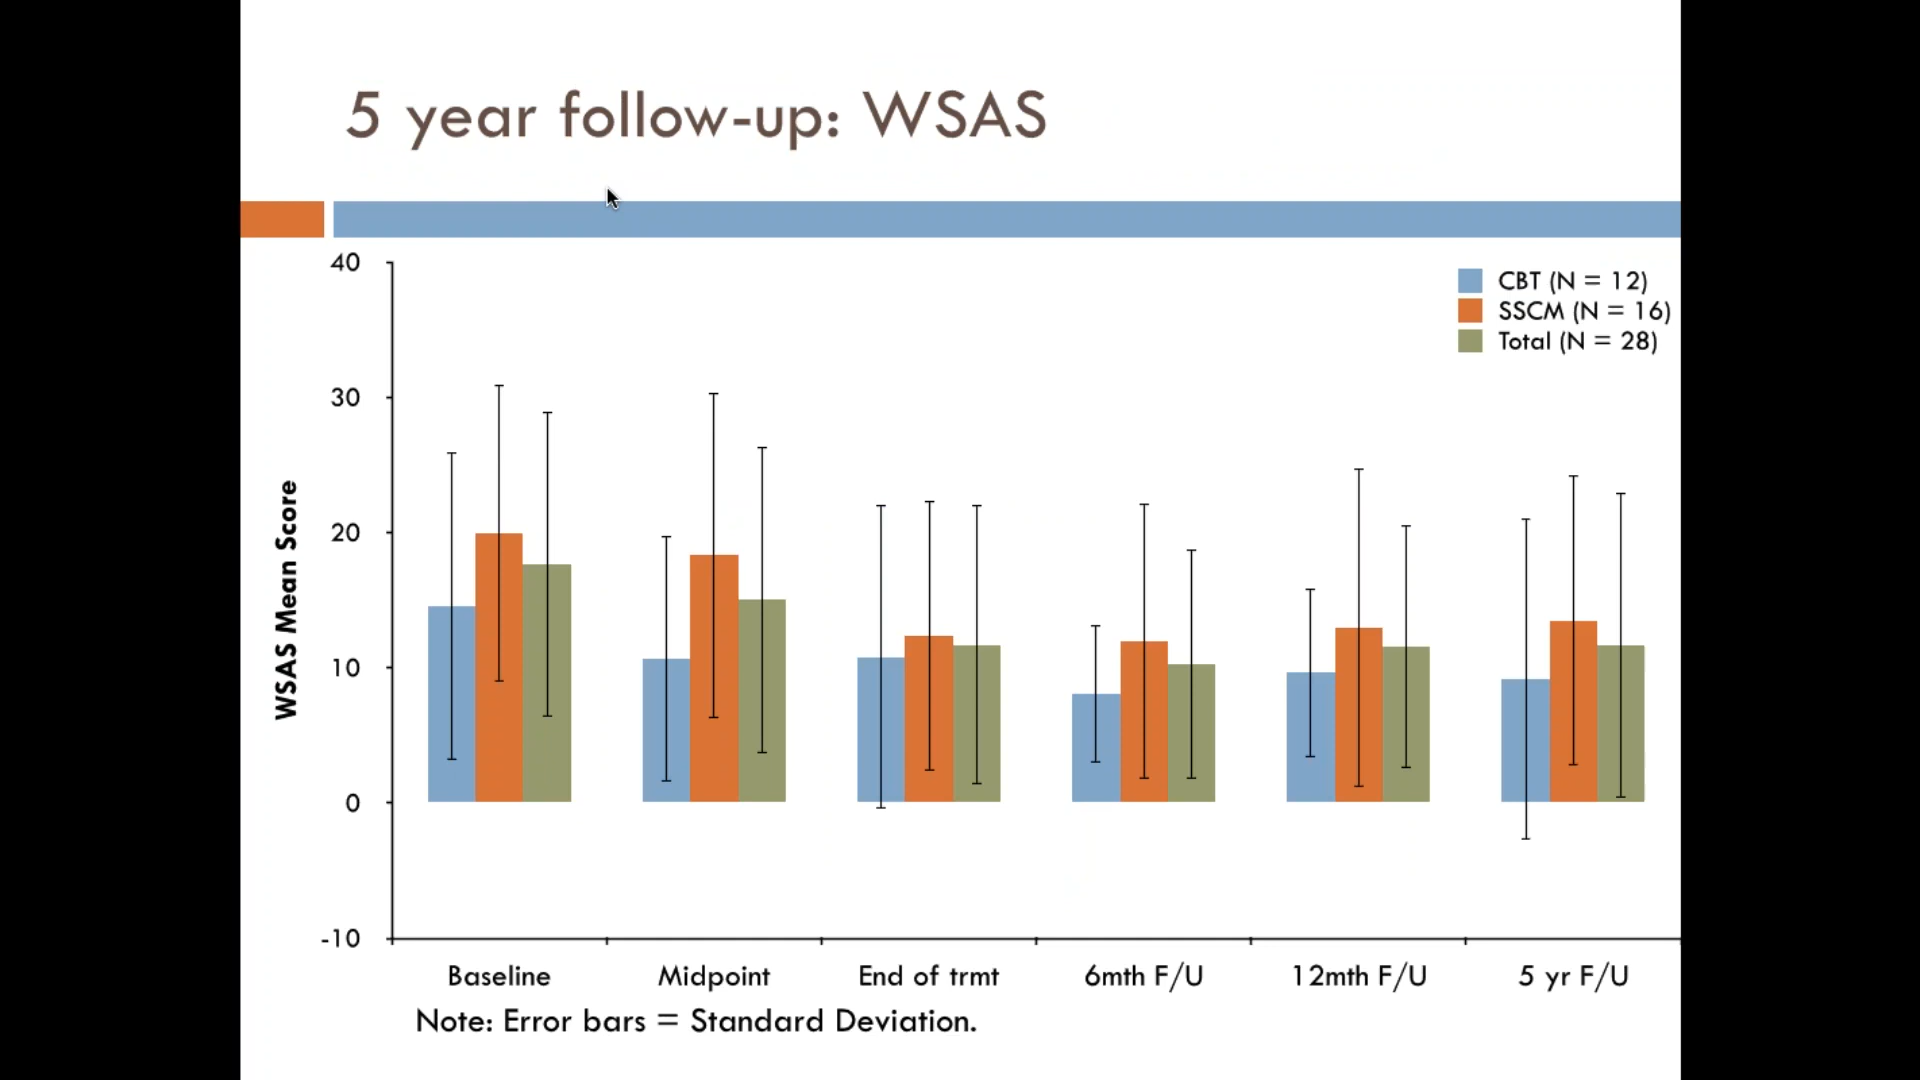 5 year follow-up: WSAS
40
30
20
10
0
-10
WSAS Mean Score
CBT (N = 12)
SSCM (N = 16)
Total (N = 28)
Baseline
Midpoint
End of trmt
6mth F/U
12mth F/U
5 yr F/U
Note: Error bars = Standard Deviation.